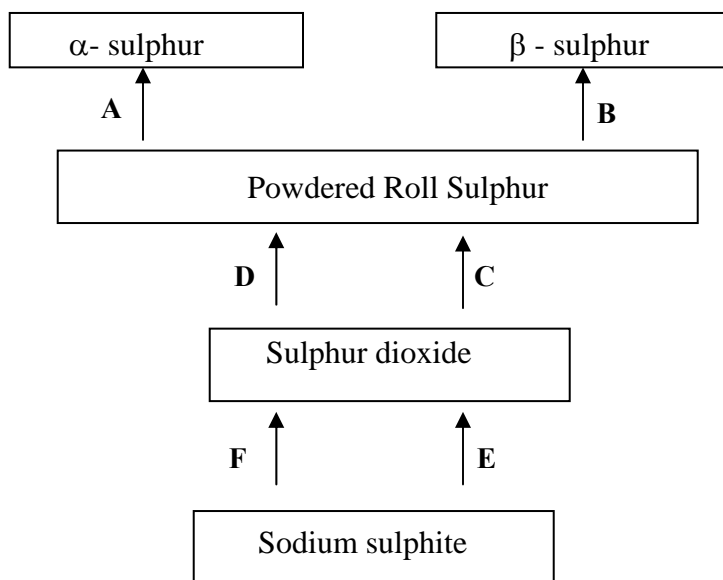 α- sulphur
β - sulphur
A
B
Powdered Roll Sulphur
D
C
Sulphur dioxide
F
E
Sodium sulphite